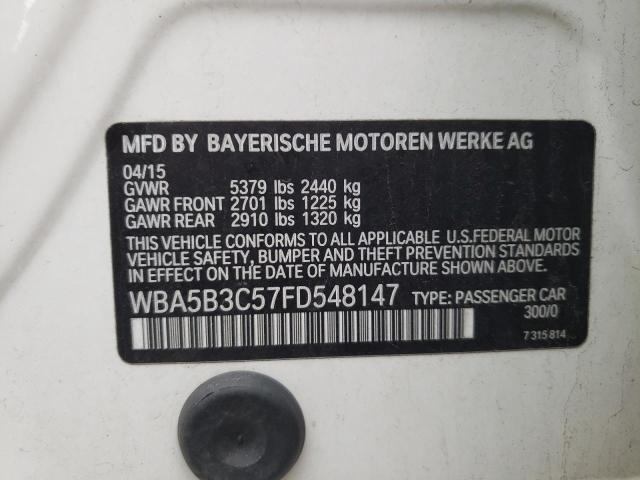 MFD BY BAYERISCHE MOTOREN WERKE AG
04/15
GVWR 5379 lbs 2440 kg
GAWR FRONT 2701 lbs 1225 kg
GAWR REAR 2910 lbs 1320 kg
THIS VEHICLE CONFORMS TO ALL APPLICABLE U.S.FEDERAL MOTOR
VEHICLE SAFETY, BUMPER AND THEFT PREVENTION STANDARDS
IN EFFECT ON THE DATE OF MANUFACTURE SHOWN ABOVE.
WBA5B3C57FD548147 TYPE: PASSENGER CAR
300/0
7 315 814